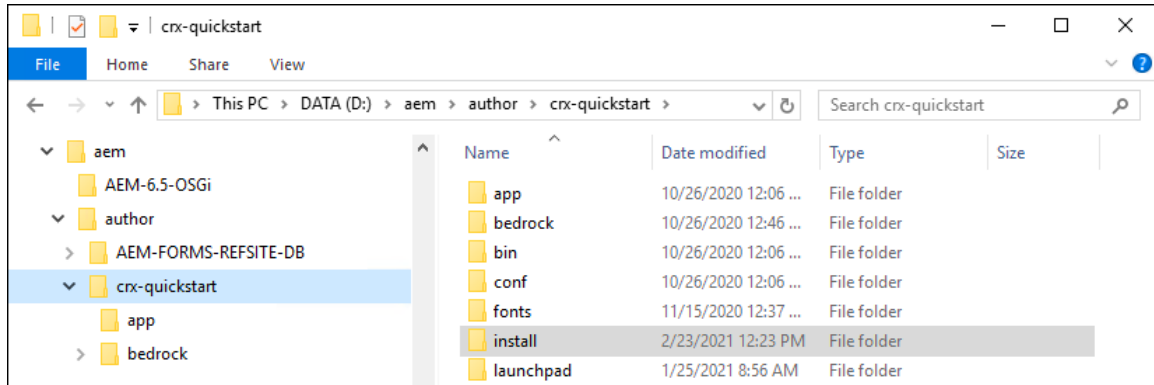 crx-quickstart
File Home Share View
This PC > DATA (D:) > aem > author > crx-quickstart > Search crx-quickstart
aem
AEM-6.5-OSGi
author
AEM-FORMS-REFSITE-DB
crx-quickstart
app
bedrock
Name Date modified Type Size
app 10/26/2020 12:06 ... File folder
bedrock 10/26/2020 12:46 ... File folder
bin 10/26/2020 12:06 ... File folder
conf 10/26/2020 12:06 ... File folder
fonts 11/15/2020 12:37 ... File folder
install 2/23/2021 12:23 PM File folder
launchpad 1/25/2021 8:56 AM File folder